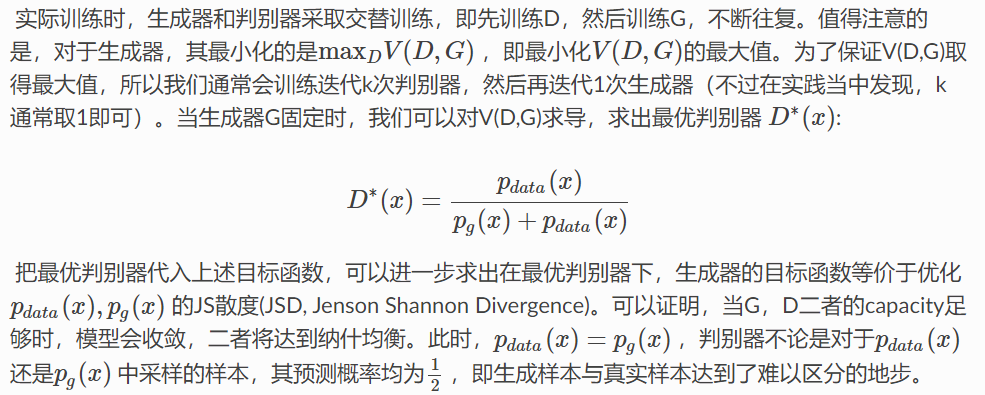 实际训练时，生成器和判别器采取交替训练，即先训练D，然后训练G，不断往复。值得注意的
是，对于生成器，其最小化的是$\max_D V(D,G)$，即最小化$V(D,G)$的最大值。为了保证V(D,G)取
得最大值，所以我们通常会训练迭代k次判别器，然后再迭代1次生成器（不过在实践当中发现，k
通常取1即可）。当生成器G固定时，我们可以对V(D,G)求导，求出最优判别器 $D^*(x)$:
$D^*(x) = \frac{p_{data}(x)}{p_g(x) + p_{data}(x)}$
把最优判别器代入上述目标函数，可以进一步求出在最优判别器下，生成器的目标函数等价于优化
$p_{data}(x), p_g(x)$ 的JS散度(JSD, Jenson Shannon Divergence)。可以证明，当G，D二者的capacity足
够时，模型会收敛，二者将达到纳什均衡。此时，$p_{data}(x) = p_g(x)$，判别器不论是对于$p_{data}(x)$
还是$p_g(x)$ 中采样的样本，其预测概率均为$\frac{1}{2}$，即生成样本与真实样本达到了难以区分的地步。